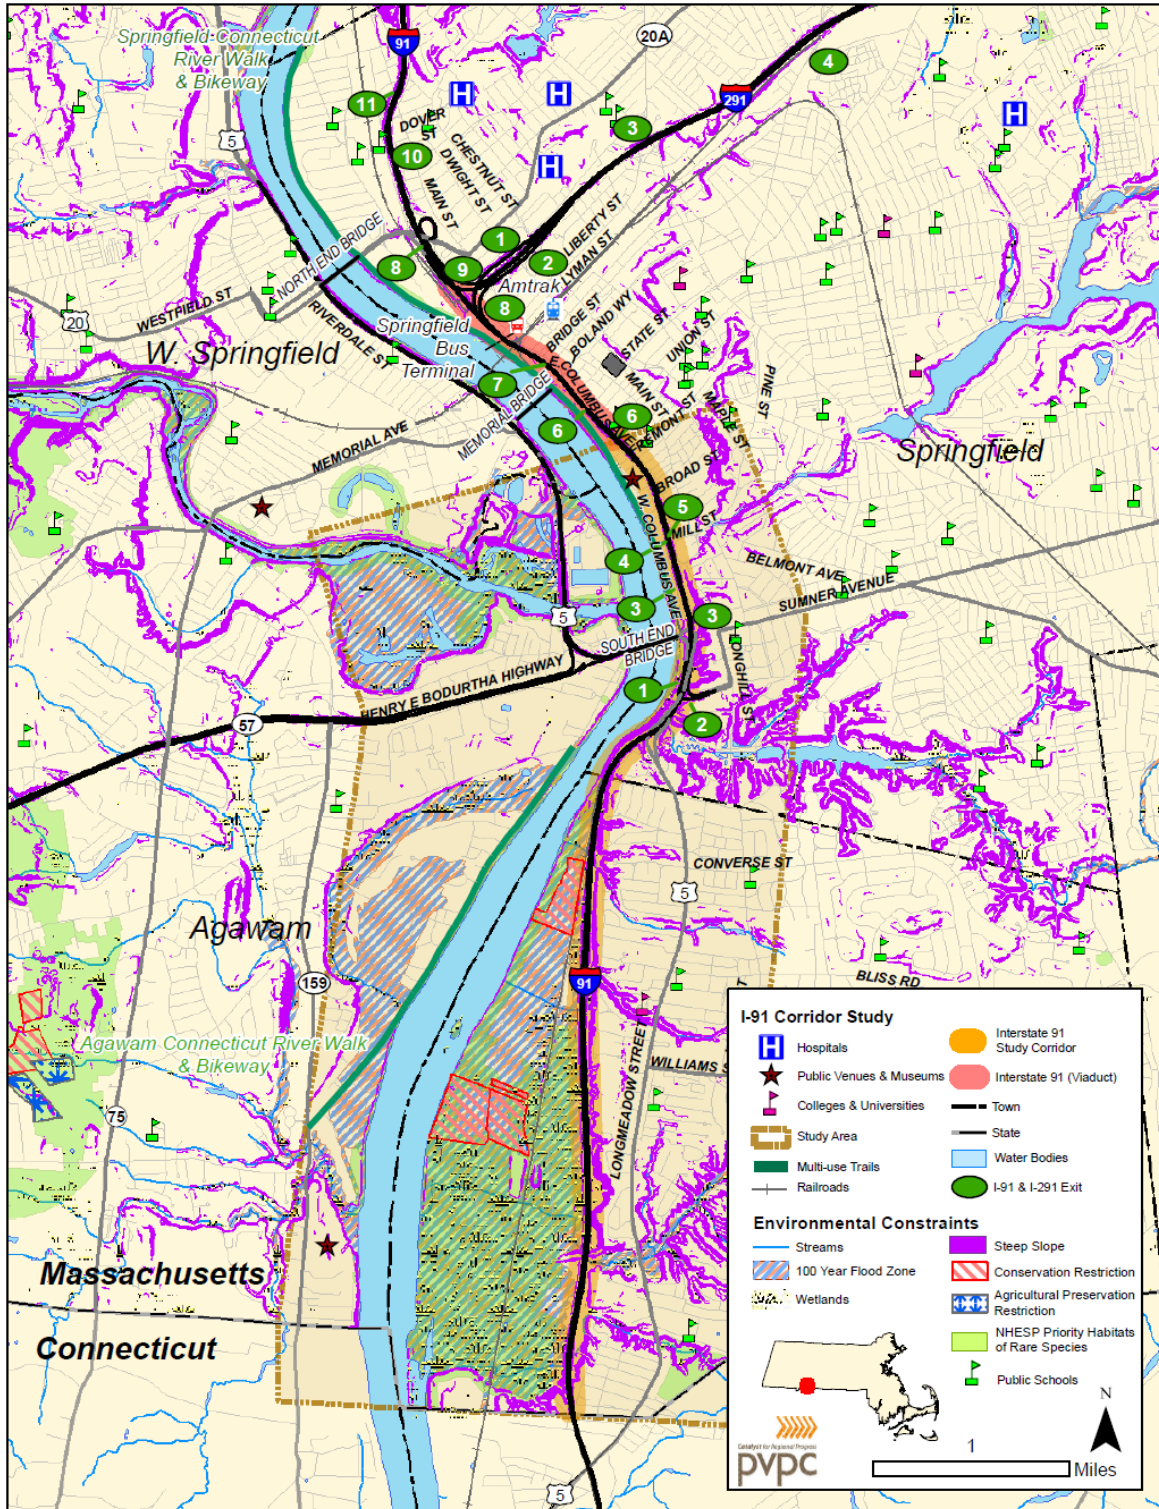 Springfield Connecticut
River Walk
& Bikeway
91
20A
4
291
11
3
5
DOVER
ST
CHESTNUT ST
DWIGHT ST
10
MAIN ST
H
H
H
H
1
LIBERTY ST
LYMAN ST
2
NORTH END BRIDGE
8
9
Amtrak
8
WESTFIELD ST
20
RIVERDALE ST
W. Springfield
Springfield
Bus
Terminal
BRIDGE ST
BOLAND WY
STATE ST
UNION ST
MAIN ST
7
MEMORIAL BRIDGE
E COLUMBUS AVE
PINE ST
6
MAPLE ST
MEMORIAL AVE
6
Springfield
BROAD ST
5
MILL ST
W. COLUMBUS AVE
4
BELMONT AVE
SUMNER AVENUE
5
3
3
SOUTH END
BRIDGE
LONGHILL ST
HENRY E BODURTHA HIGHWAY
1
57
2
CONVERSE ST
5
Agawam
BLISS RD
159
91
Agawam Connecticut River Walk
& Bikeway
LONGMEADOW STREET
75
Massachusetts
Connecticut
5
I-91 Corridor Study
H
Hospitals
Public Venues & Museums
Colleges & Universities
Study Area
Multi-use Trails
Railroads
Interstate 91
Study Corridor
Interstate 91 (Viaduct)
Town
State
Water Bodies
I-91 & I-291 Exit
Environmental Constraints
Streams
100 Year Flood Zone
Wetlands
Steep Slope
Conservation Restriction
Agricultural Preservation
Restriction
NHESP Priority Habitats
of Rare Species
Public Schools
N
Catalyst for Regional Progress
pvpc
1
Miles